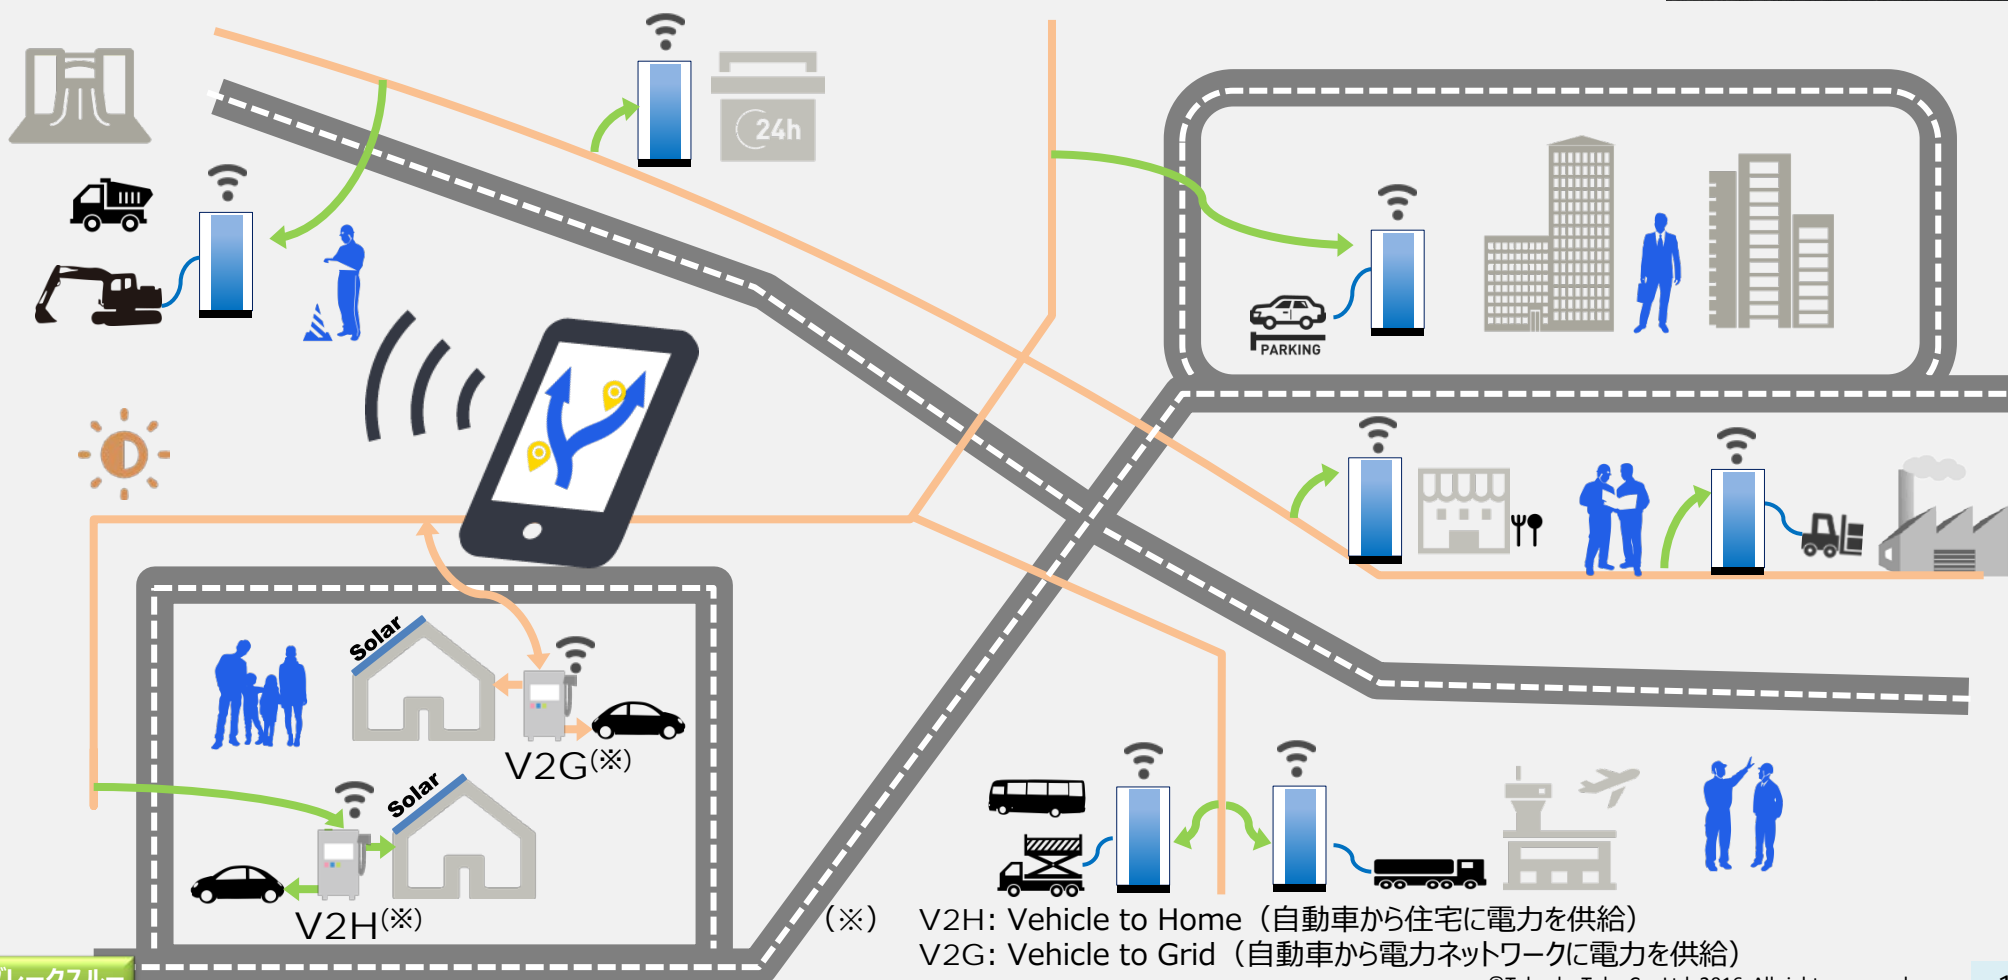 24h
PARKING
Solar
V2G(※)
Solar
V2H(※)
(※) V2H: Vehicle to Home（自動車から住宅に電力を供給）
V2G: Vehicle to Grid（自動車から電力ネットワークに電力を供給）